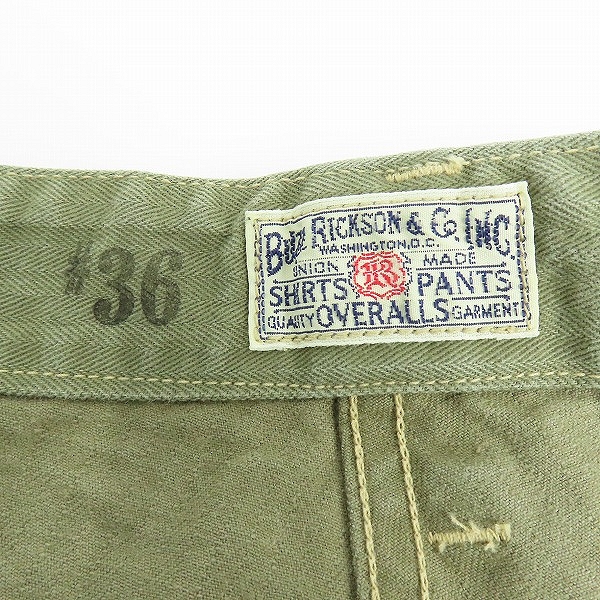 36
BUZZ RICKSON & CO. INC.
WASHINGTON, D.C.
UNION MADE
R
SHIRTS PANTS
QUALITY OVERALLS GARMENT